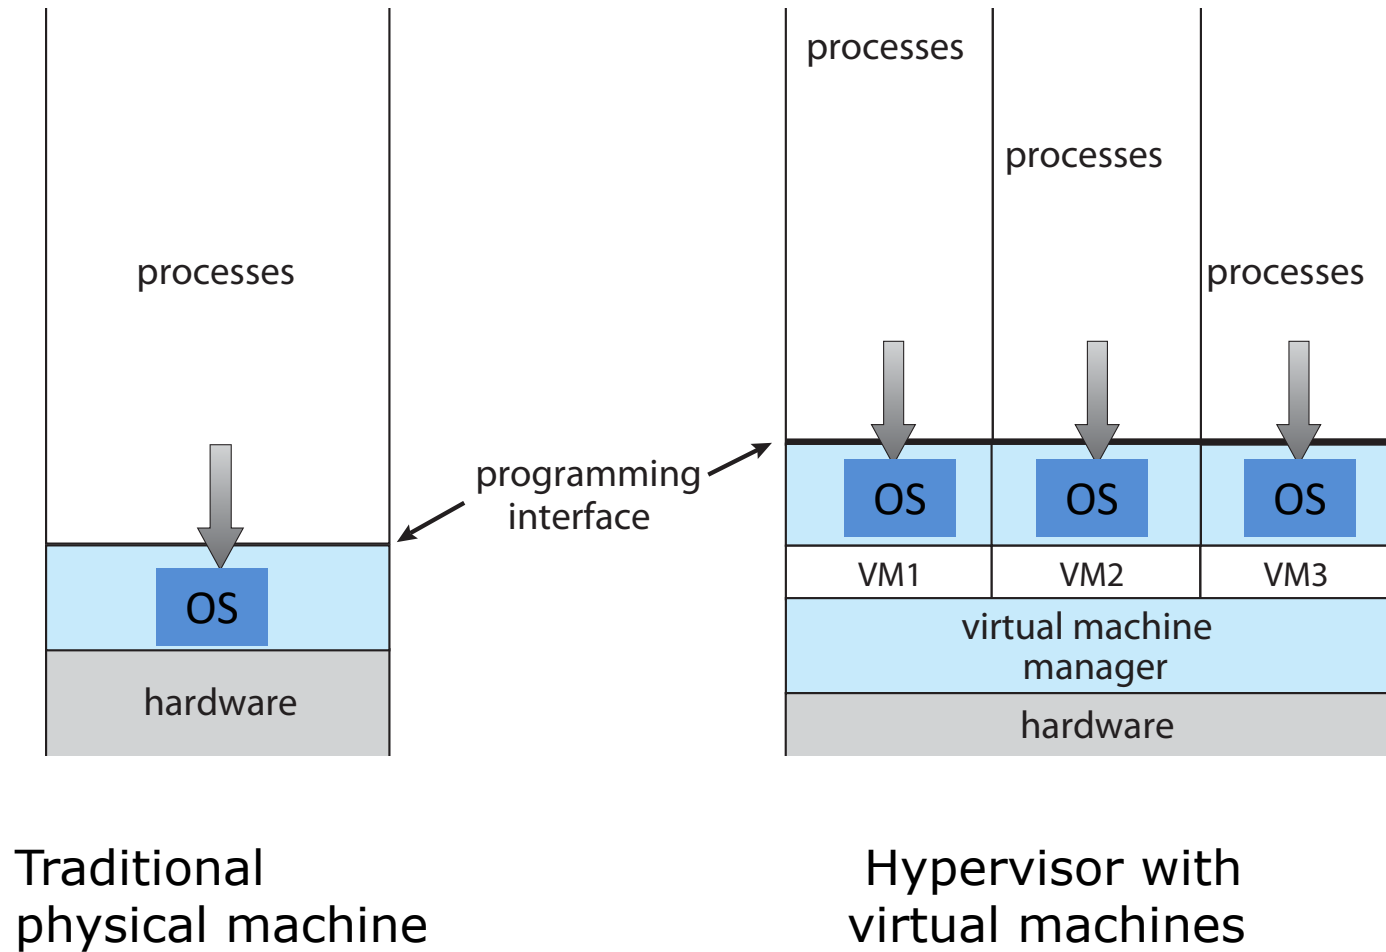 processes
OS
hardware
programming
interface
processes
processes
processes
OS
OS
OS
VM1
VM2
VM3
virtual machine
manager
hardware
Traditional
physical machine
Hypervisor with
virtual machines